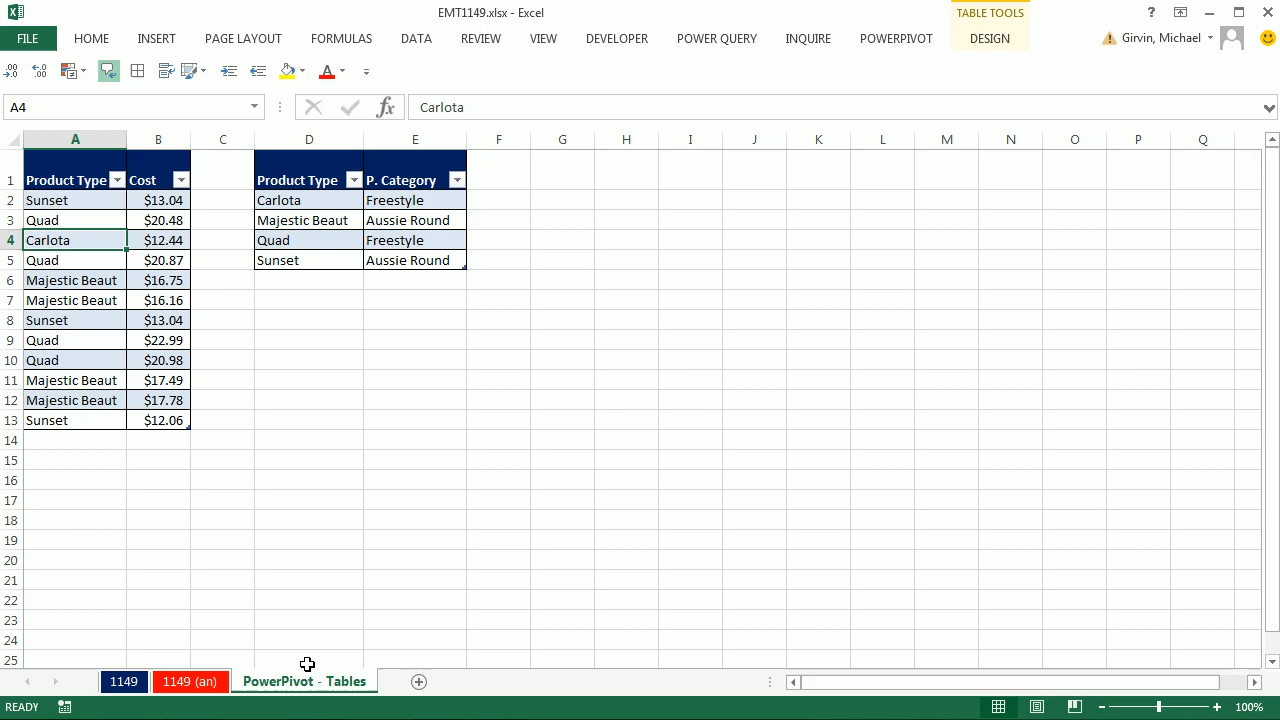 EMT1149.xlsx - Excel
TABLE TOOLS
?
FILE HOME INSERT PAGE LAYOUT FORMULAS DATA REVIEW VIEW DEVELOPER POWER QUERY INQUIRE POWERPIVOT DESIGN Girvin, Michael
A4 fx Carlota
A B C D E F G H I J K L M N O P Q
1 Product Type Cost Product Type P. Category
2 Sunset $13.04 Carlota Freestyle
3 Quad $20.48 Majestic Beaut Aussie Round
4 Carlota $12.44 Quad Freestyle
5 Quad $20.87 Sunset Aussie Round
6 Majestic Beaut $16.75
7 Majestic Beaut $16.16
8 Sunset $13.04
9 Quad $22.99
10 Quad $20.98
11 Majestic Beaut $17.49
12 Majestic Beaut $17.78
13 Sunset $12.06
14
15
16
17
18
19
20
21
22
23
24
25
1149 1149 (an) PowerPivot - Tables
READY 100%